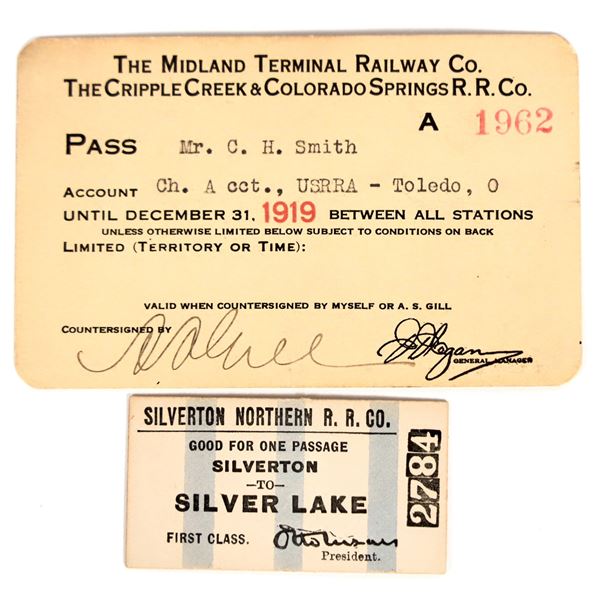 THE MIDLAND TERMINAL RAILWAY CO.
THE CRIPPLE CREEK & COLORADO SPRINGS R. R. CO.
A 1962
PASS Mr. C. H. Smith
ACCOUNT Ch. A cct., USRRA - Toledo, O
UNTIL DECEMBER 31, 1919 BETWEEN ALL STATIONS
UNLESS OTHERWISE LIMITED BELOW SUBJECT TO CONDITIONS ON BACK
LIMITED (TERRITORY OR TIME):
VALID WHEN COUNTERSIGNED BY MYSELF OR A. S. GILL
COUNTERSIGNED BY
GENERAL MANAGER
SILVERTON NORTHERN R. R. CO.
GOOD FOR ONE PASSAGE
SILVERTON
-TO-
SILVER LAKE
FIRST CLASS.
President.
2784